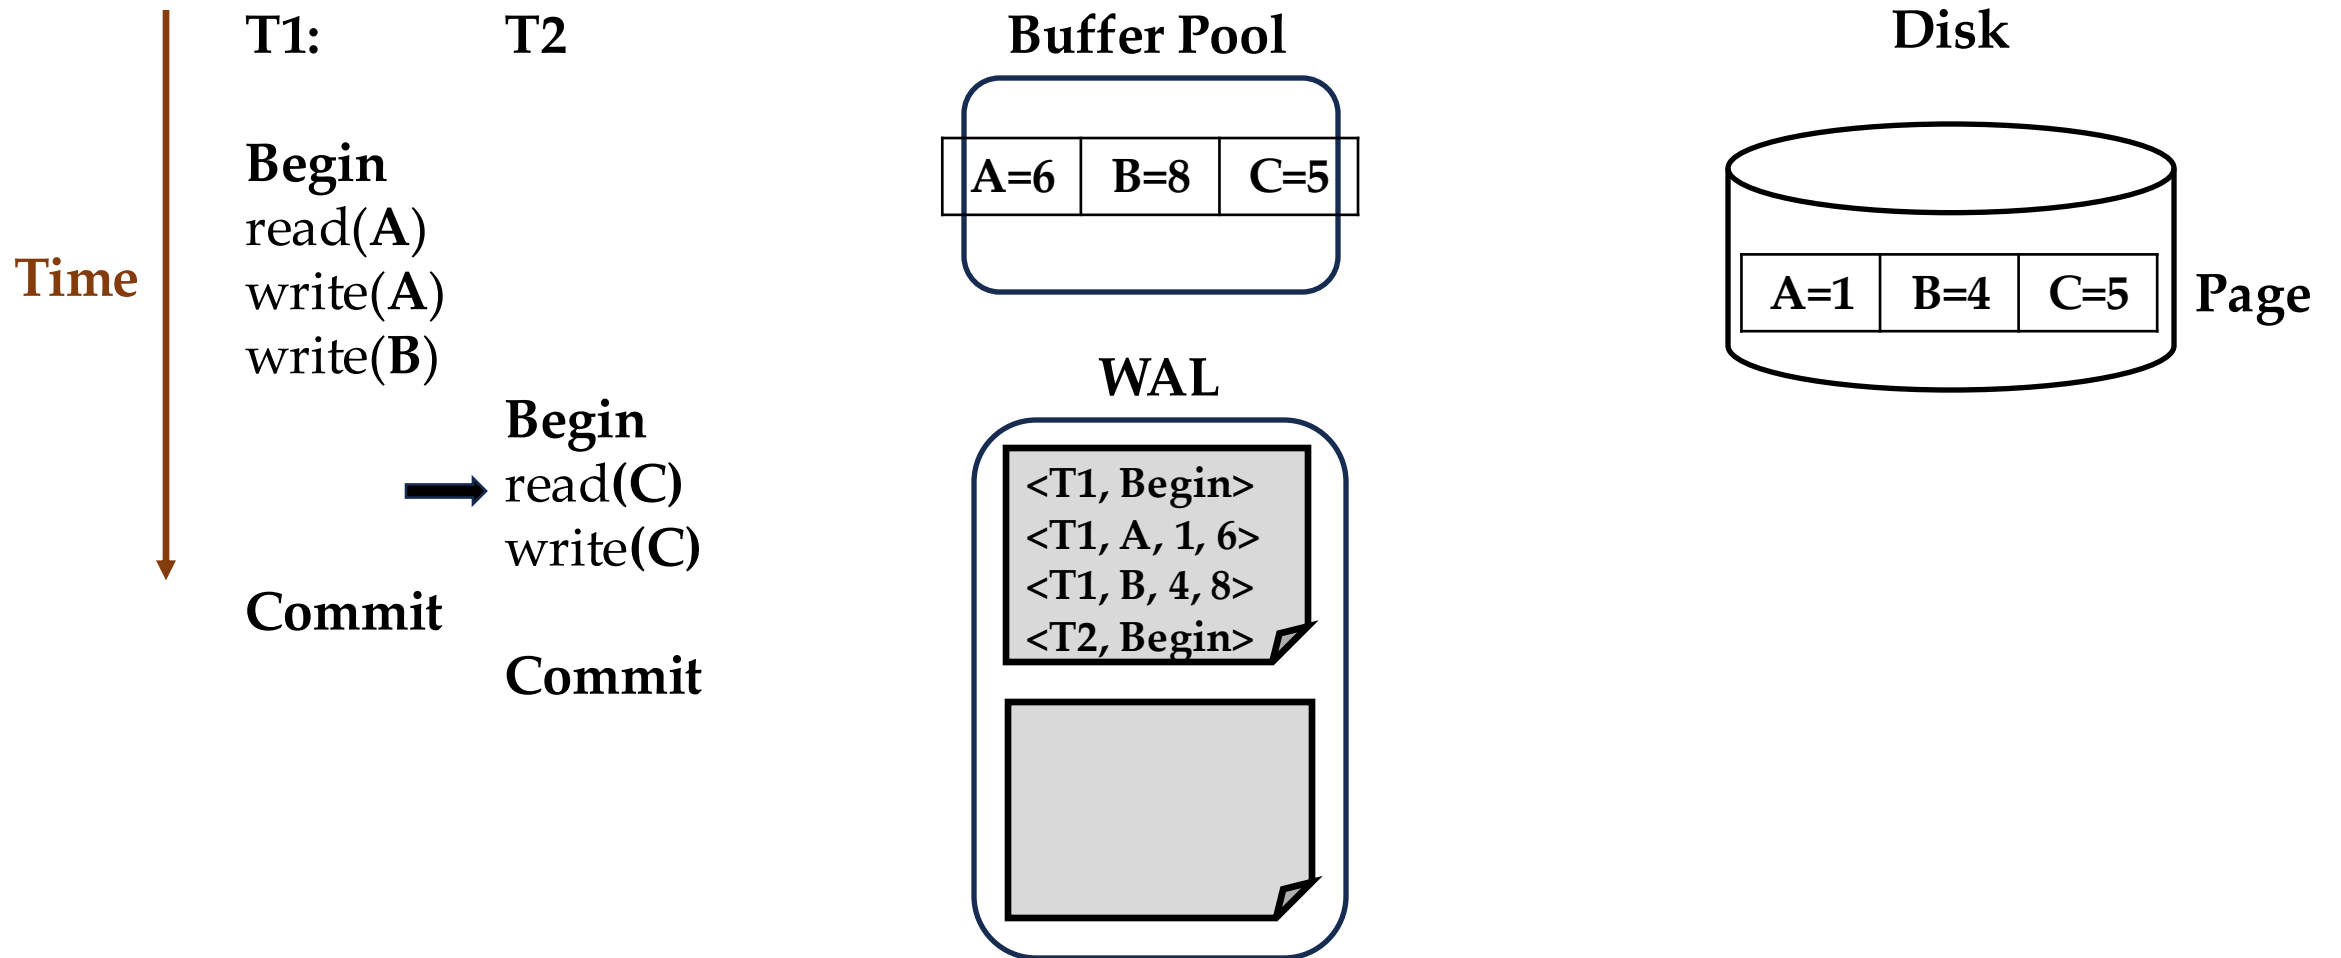 T1:
T2
Begin
read(A)
write(A)
write(B)
Begin
read(C)
write(C)
Commit
Commit
Time
Buffer Pool
A=6 B=8 C=5
WAL
<T1, Begin>
<T1, A, 1, 6>
<T1, B, 4, 8>
<T2, Begin>
Disk
A=1 B=4 C=5
Page